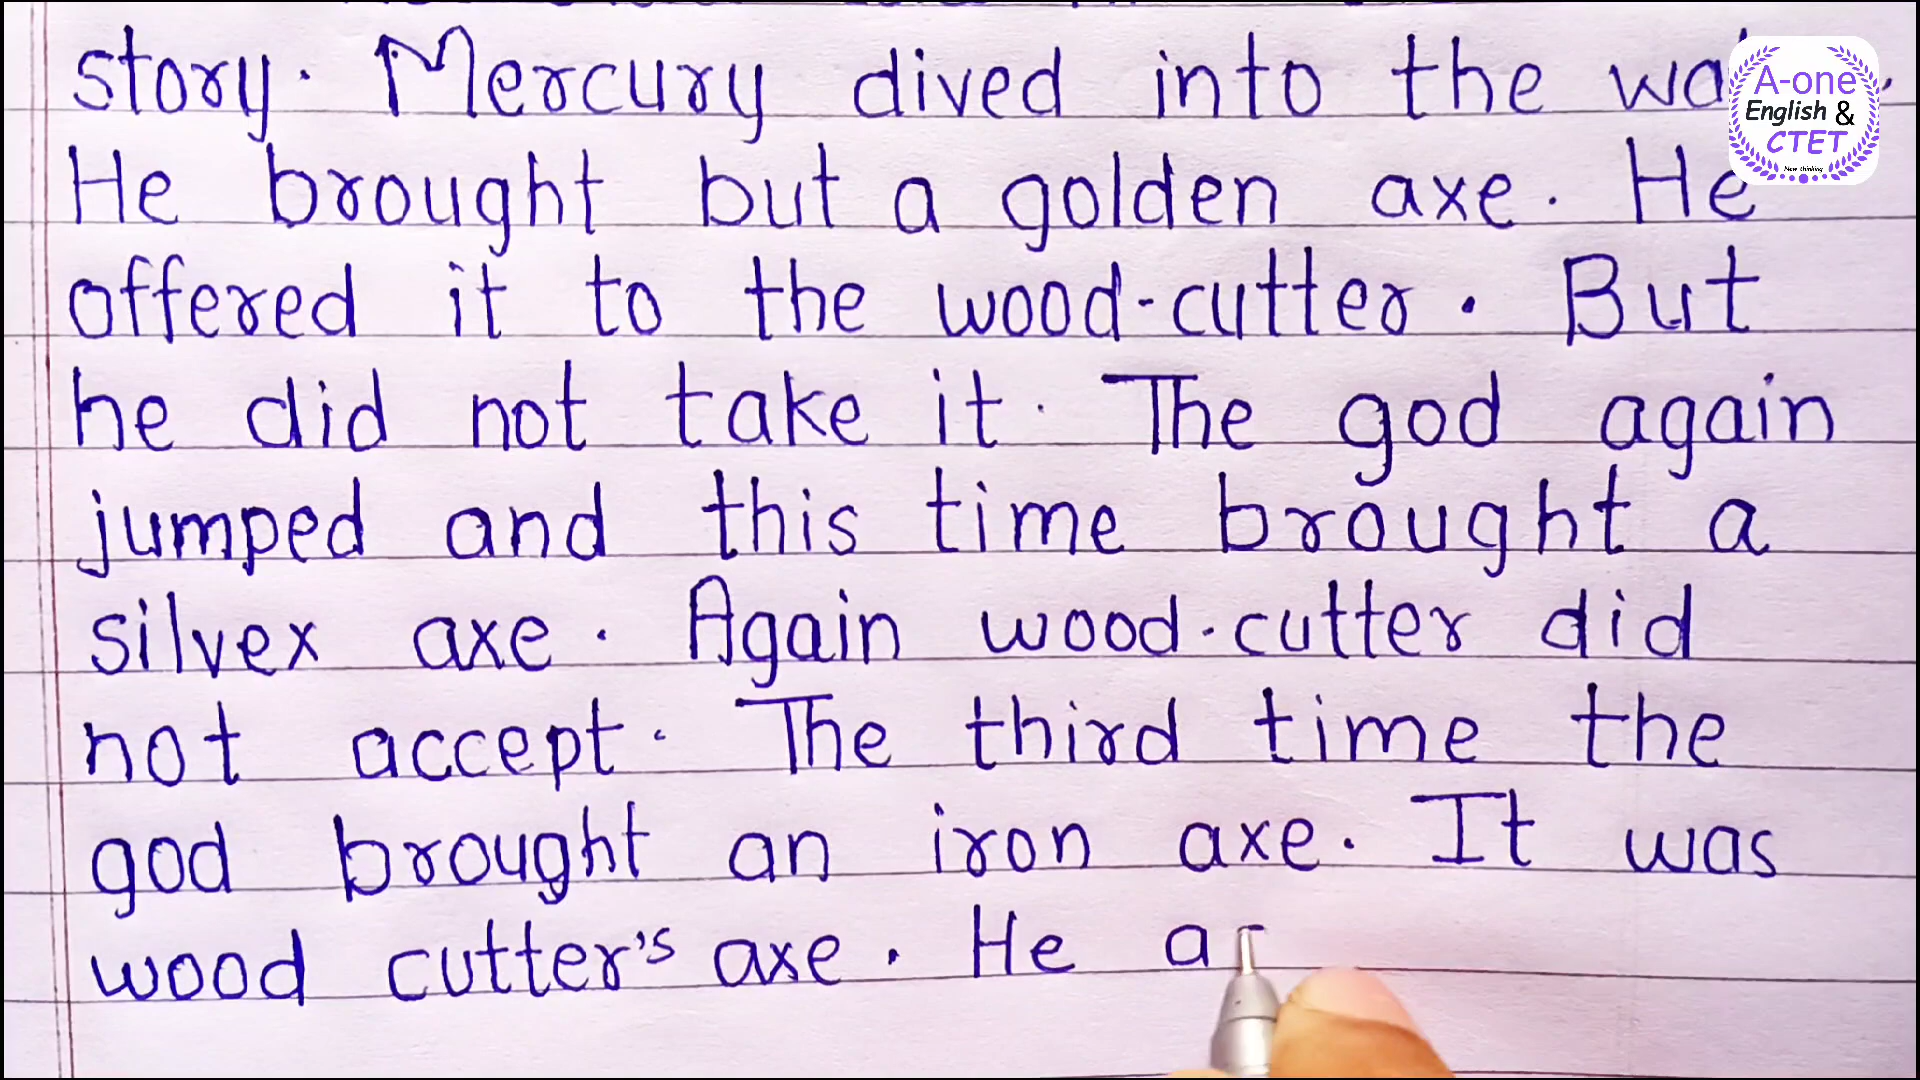 story. Mercury dived into the
He brought but a golden axe. He
offered it to the wood-cutter. But
he did not take it. The god again
jumped and this time brought a
silver axe. Again wood-cutter did
not accept. The third time the
god brought an iron axe. It was
wood cutter's axe. He
A-one
English &
CTET
New thinking